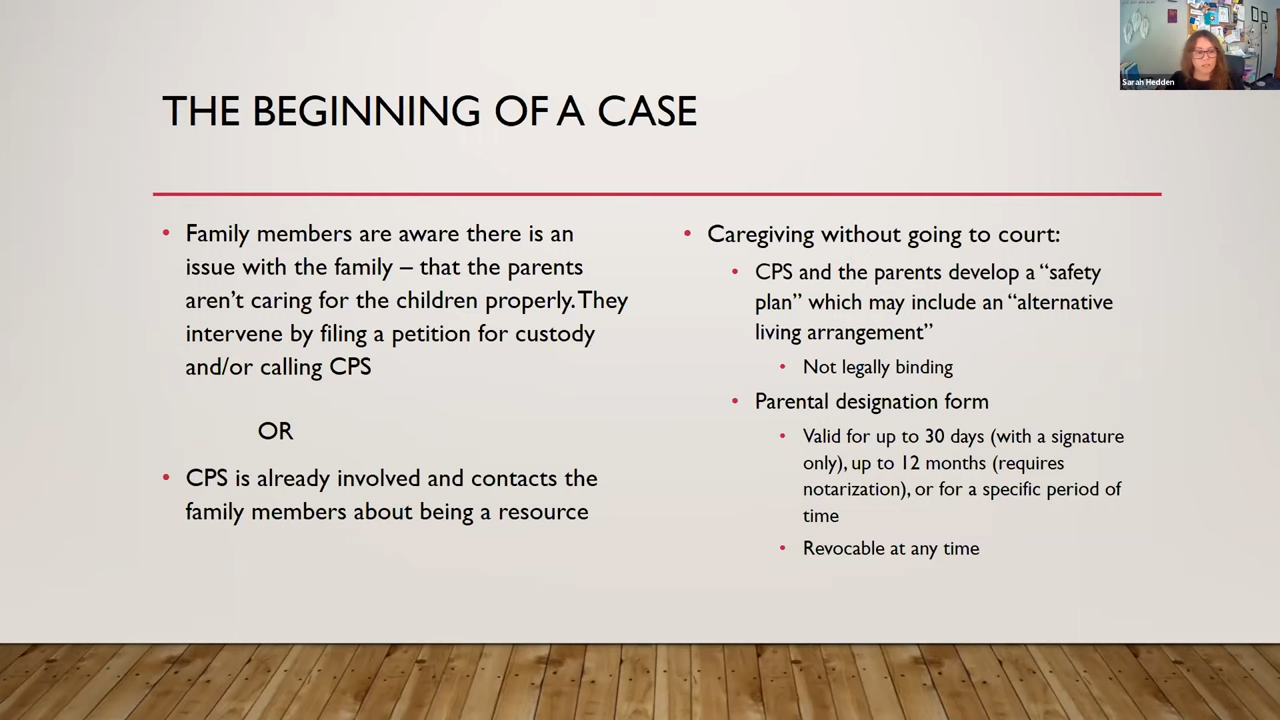 THE BEGINNING OF A CASE
Sarah Hedden
• Family members are aware there is an
issue with the family – that the parents
aren’t caring for the children properly. They
intervene by filing a petition for custody
and/or calling CPS
OR
• CPS is already involved and contacts the
family members about being a resource
• Caregiving without going to court:
• CPS and the parents develop a “safety
plan” which may include an “alternative
living arrangement”
• Not legally binding
• Parental designation form
• Valid for up to 30 days (with a signature
only), up to 12 months (requires
notarization), or for a specific period of
time
• Revocable at any time